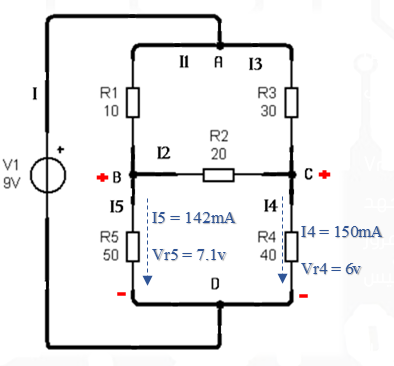 I1 A I3
I
R1
10
R3
30
R2
20
I2
+
V1
9V
+ B
C +
I5
I4
I5 = 142mA
I4 = 150mA
R5
50
Vr5 = 7.1v
R4
40
Vr4 = 6v
D
-
-